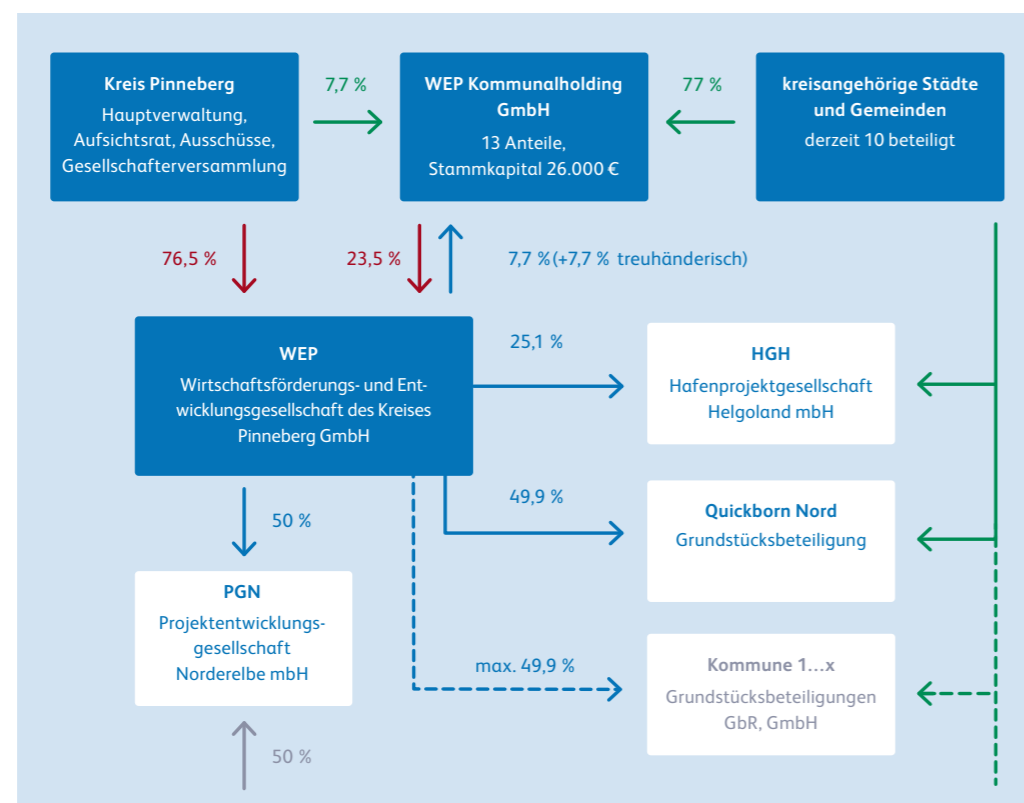 Kreis Pinneberg
Hauptverwaltung,
Aufsichtsrat, Ausschüsse,
Gesellschafterversammlung
7,7 %
WEP Kommunalholding
GmbH
13 Anteile,
Stammkapital 26.000 €
77 %
kreisangehörige Städte
und Gemeinden
derzeit 10 beteiligt
76,5 %
23,5 %
7,7 % (+7,7 % treuhänderisch)
WEP
Wirtschaftsförderungs- und Ent-
wicklungsgesellschaft des Kreises
Pinneberg GmbH
25,1 %
HGH
Hafenprojektgesellschaft
Helgoland mbH
49,9 %
Quickborn Nord
Grundstücksbeteiligung
50 %
PGN
Projektentwicklungs-
gesellschaft
Norderelbe mbH
max. 49,9 %
Kommune 1...x
Grundstücksbeteiligungen
GbR, GmbH
50 %